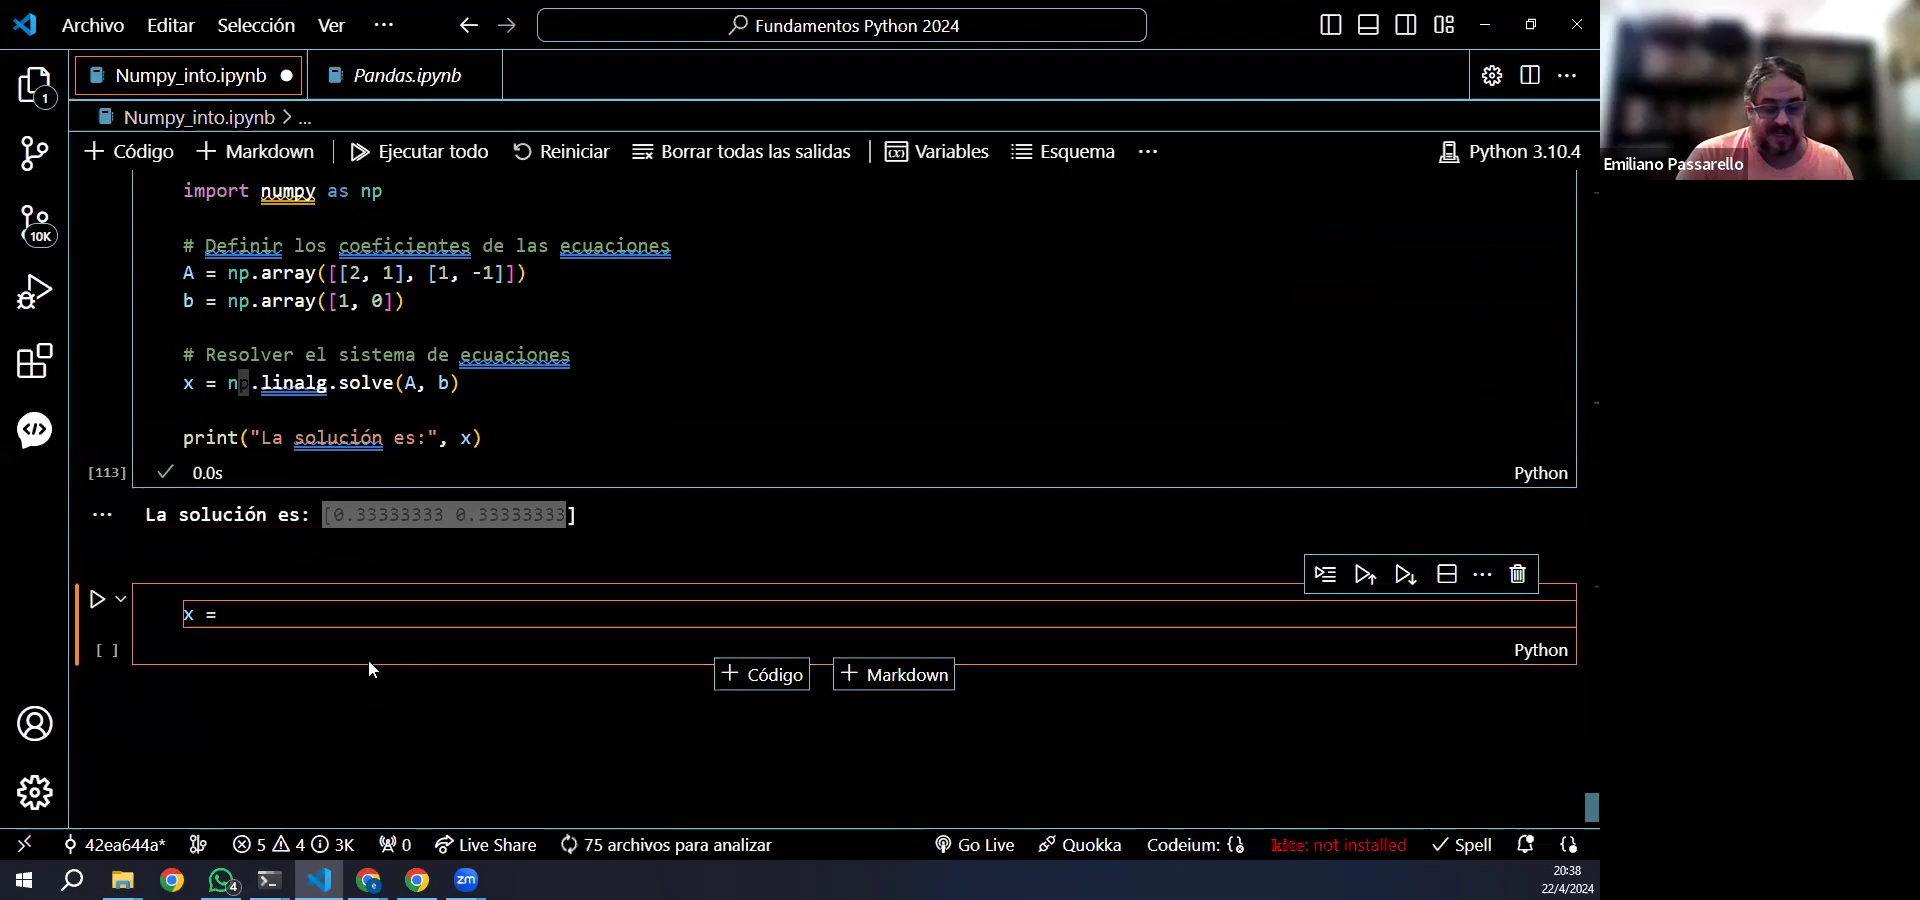 Archivo Editar Selección Ver ··· Fundamentos Python 2024
Numpy_into.ipynb Pandas.ipynb
1
Numpy_into.ipynb > ...
Código Markdown Ejecutar todo Reiniciar Borrar todas las salidas Variables Esquema ··· Python 3.10.4
Emiliano Passarello
import numpy as np
10K
# Definir los coeficientes de las ecuaciones
A = np.array([[2, 1], [1, -1]])
b = np.array([1, 0])
# Resolver el sistema de ecuaciones
x = np.linalg.solve(A, b)
print("La solución es:", x)
[113] 0.0s Python
La solución es: [0.33333333 0.33333333]
x =
[ ] Python
Código Markdown
42ea644a* 5 4 3K 0 Live Share 75 archivos para analizar Go Live Quokka Codeium: {} kite: not installed Spell
4 zm
20:38
22/4/2024